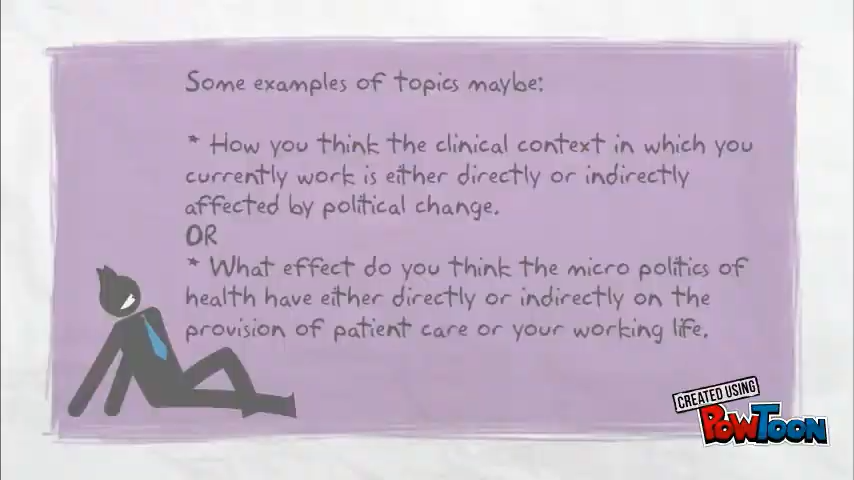 Some examples of topics maybe:
* How you think the clinical context in which you
currently work is either directly or indirectly
affected by political change.
OR
* What effect do you think the micro politics of
health have either directly or indirectly on the
provision of patient care or your working life.
CREATED USING
POWTOON